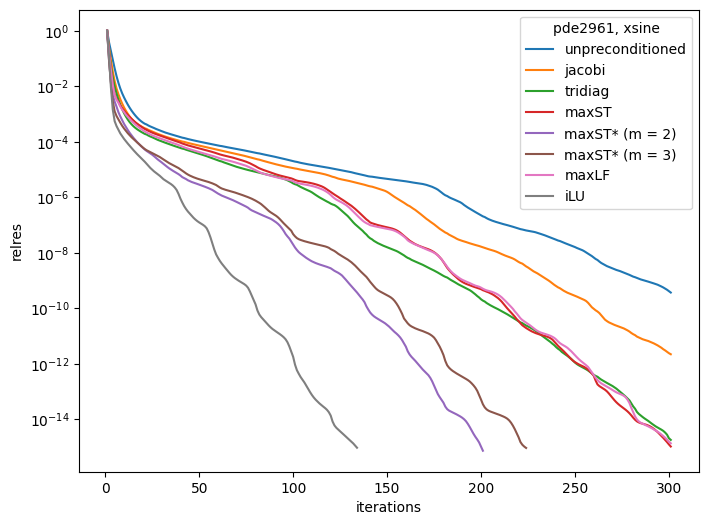 pde2961, xsine
unpreconditioned
jacobi
tridiag
maxST
maxST* (m = 2)
maxST* (m = 3)
maxLF
iLU
relres
10^0
10^-2
10^-4
10^-6
10^-8
10^-10
10^-12
10^-14
0 50 100 150 200 250 300
iterations